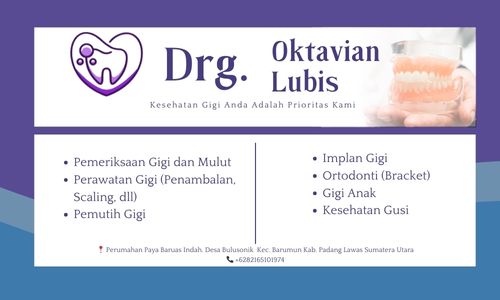 Drg.
Oktavian
Lubis
Kesehatan Gigi Anda Adalah Prioritas Kami
• Pemeriksaan Gigi dan Mulut
• Perawatan Gigi (Penambalan,
Scaling, dll)
• Pemutih Gigi
• Implan Gigi
• Ortodonti (Bracket)
• Gigi Anak
• Kesehatan Gusi
Perumahan Paya Baruas Indah, Desa Bulusonik Kec. Barumun Kab. Padang Lawas Sumatera Utara
+6282165101974